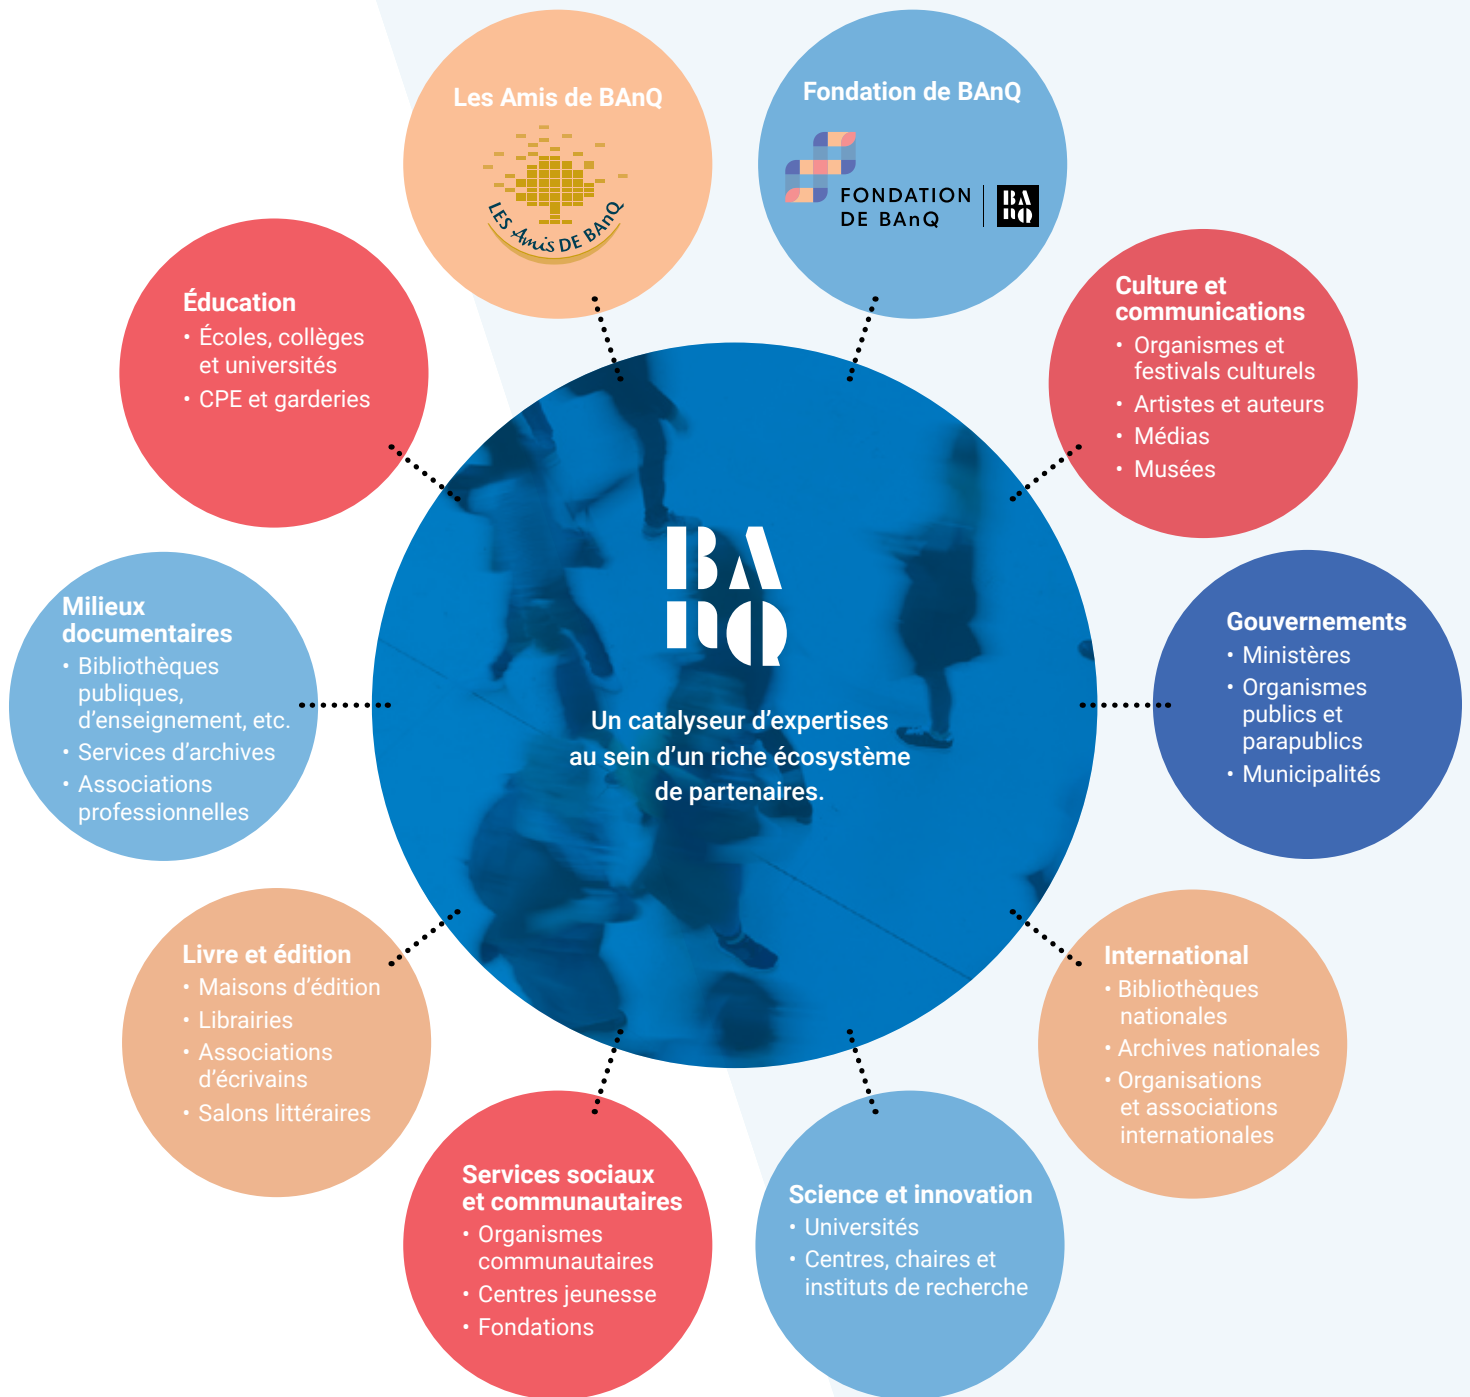 Les Amis de BAnQ
LES Amis DE BAnQ
Fondation de BAnQ
FONDATION
DE BAnQ
BA
nQ
Culture et
communications
• Organismes et
festivals culturels
• Artistes et auteurs
• Médias
• Musées
Gouvernements
• Ministères
• Organismes
publics et
parapublics
• Municipalités
International
• Bibliothèques
nationales
• Archives nationales
• Organisations
et associations
internationales
Science et innovation
• Universités
• Centres, chaires et
instituts de recherche
Services sociaux
et communautaires
• Organismes
communautaires
• Centres jeunesse
• Fondations
Livre et édition
• Maisons d’édition
• Librairies
• Associations
d’écrivains
• Salons littéraires
Milieux
documentaires
• Bibliothèques
publiques,
d’enseignement, etc.
• Services d’archives
• Associations
professionnelles
Éducation
• Écoles, collèges
et universités
• CPE et garderies
BA
nQ
Un catalyseur d’expertises
au sein d’un riche écosystème
de partenaires.